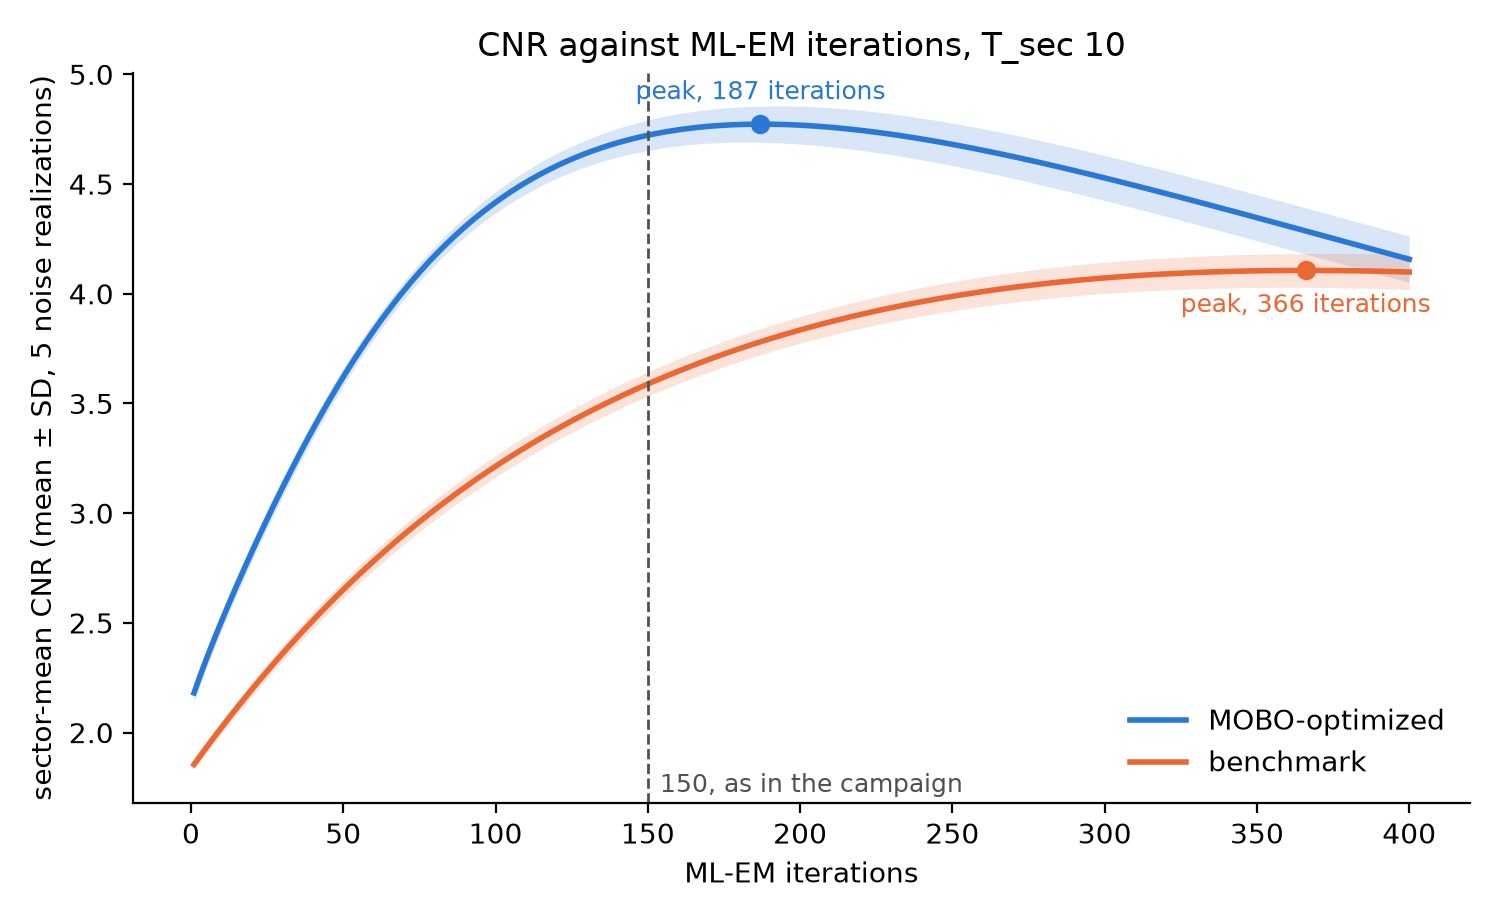 CNR against ML-EM iterations, T_sec 10
sector-mean CNR (mean ± SD, 5 noise realizations)
5.0
4.5
4.0
3.5
3.0
2.5
2.0
peak, 187 iterations
peak, 366 iterations
MOBO-optimized
benchmark
150, as in the campaign
0 50 100 150 200 250 300 350 400
ML-EM iterations